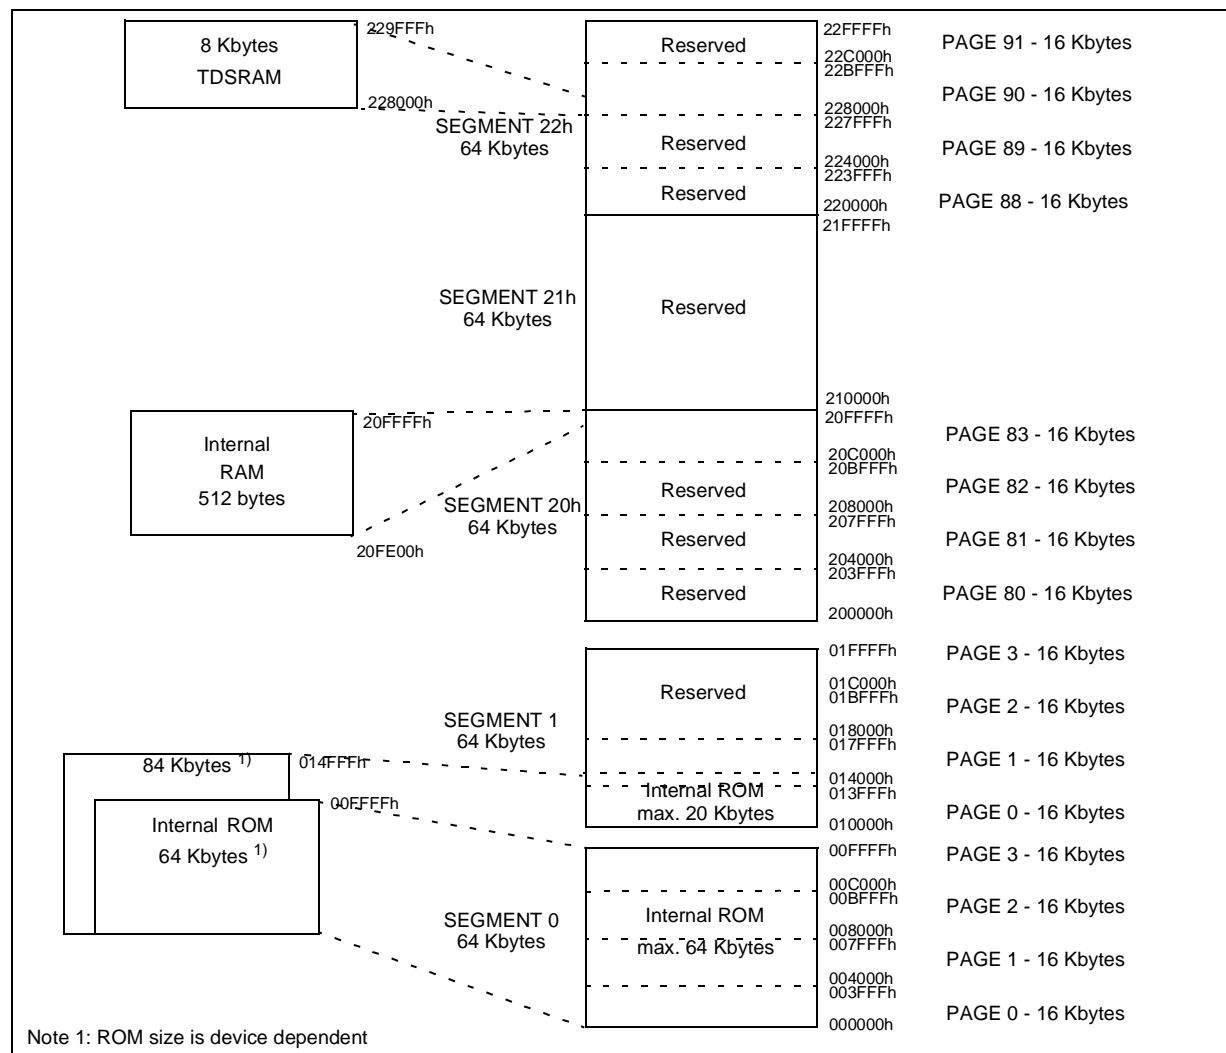 229FFFh
8 Kbytes
TDSRAM
228000h
Reserved
22FFFFh
PAGE 91 - 16 Kbytes
22C000h
22BFFFh
PAGE 90 - 16 Kbytes
228000h
227FFFh
SEGMENT 22h
64 Kbytes
Reserved
PAGE 89 - 16 Kbytes
224000h
223FFFh
Reserved
220000h
PAGE 88 - 16 Kbytes
21FFFFh
SEGMENT 21h
64 Kbytes
Reserved
210000h
20FFFFh
20FFFFh
Internal
RAM
512 bytes
20FE00h
PAGE 83 - 16 Kbytes
20C000h
20BFFFh
Reserved
PAGE 82 - 16 Kbytes
SEGMENT 20h
64 Kbytes
208000h
207FFFh
Reserved
PAGE 81 - 16 Kbytes
204000h
203FFFh
Reserved
PAGE 80 - 16 Kbytes
200000h
01FFFFh
PAGE 3 - 16 Kbytes
Reserved
01C000h
01BFFFh
PAGE 2 - 16 Kbytes
SEGMENT 1
64 Kbytes
018000h
017FFFh
PAGE 1 - 16 Kbytes
84 Kbytes 1)
014FFFh
014000h
013FFFh
Internal ROM
max. 20 Kbytes
010000h
PAGE 0 - 16 Kbytes
00FFFFh
Internal ROM
64 Kbytes 1)
00FFFFh
PAGE 3 - 16 Kbytes
00C000h
00BFFFh
PAGE 2 - 16 Kbytes
SEGMENT 0
64 Kbytes
Internal ROM
max. 64 Kbytes
008000h
007FFFh
PAGE 1 - 16 Kbytes
004000h
003FFFh
PAGE 0 - 16 Kbytes
000000h
Note 1: ROM size is device dependent